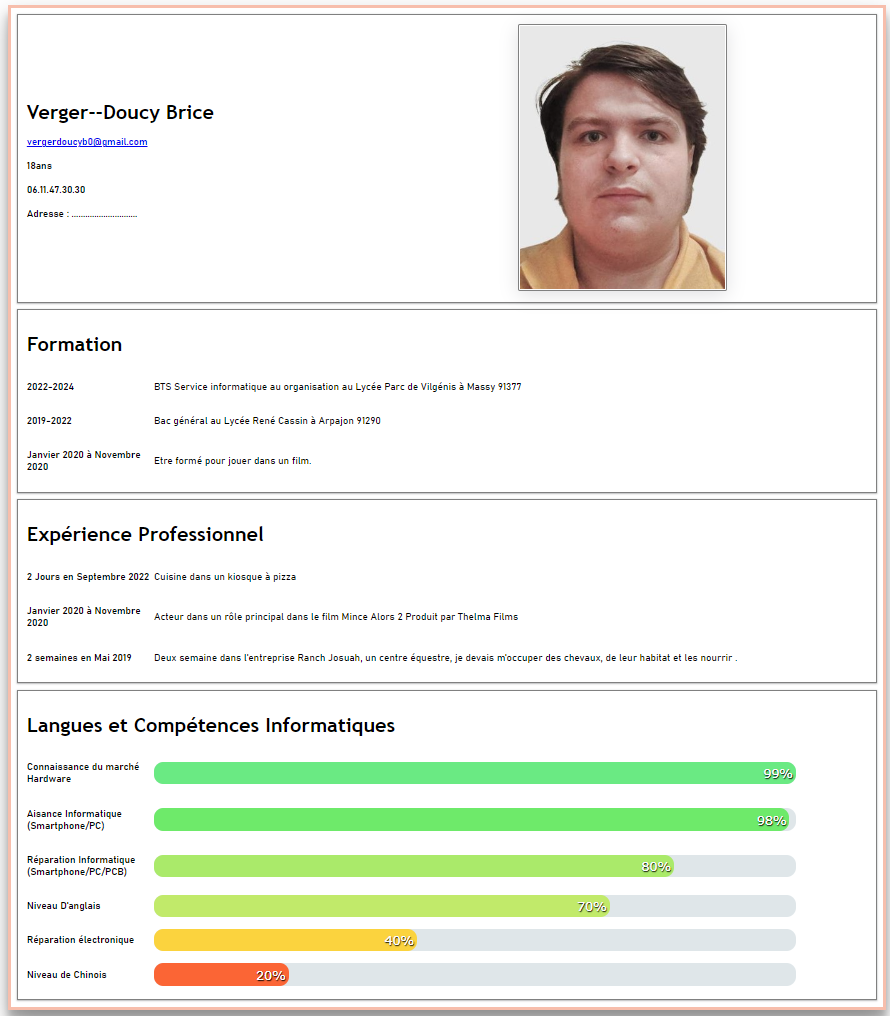 Verger--Doucy Brice
vergerdoucyb0@gmail.com
18ans
06.11.47.30.30
Adresse : ..............................
Formation
2022-2024 BTS Service informatique au organisation au Lycée Parc de Vilgénis à Massy 91377
2019-2022 Bac général au Lycée René Cassin à Arpajon 91290
Janvier 2020 à Novembre
2020
Etre formé pour jouer dans un film.
Expérience Professionnel
2 Jours en Septembre 2022 Cuisine dans un kiosque à pizza
Janvier 2020 à Novembre
2020
Acteur dans un rôle principal dans le film Mince Alors 2 Produit par Thelma Films
2 semaines en Mai 2019 Deux semaine dans l'entreprise Ranch Josuah, un centre équestre, je devais m'occuper des chevaux, de leur habitat et les nourrir .
Langues et Compétences Informatiques
Connaissance du marché
Hardware
99%
Aisance Informatique
(Smartphone/PC)
98%
Réparation Informatique
(Smartphone/PC/PCB)
80%
Niveau D'anglais 70%
Réparation électronique 40%
Niveau de Chinois 20%